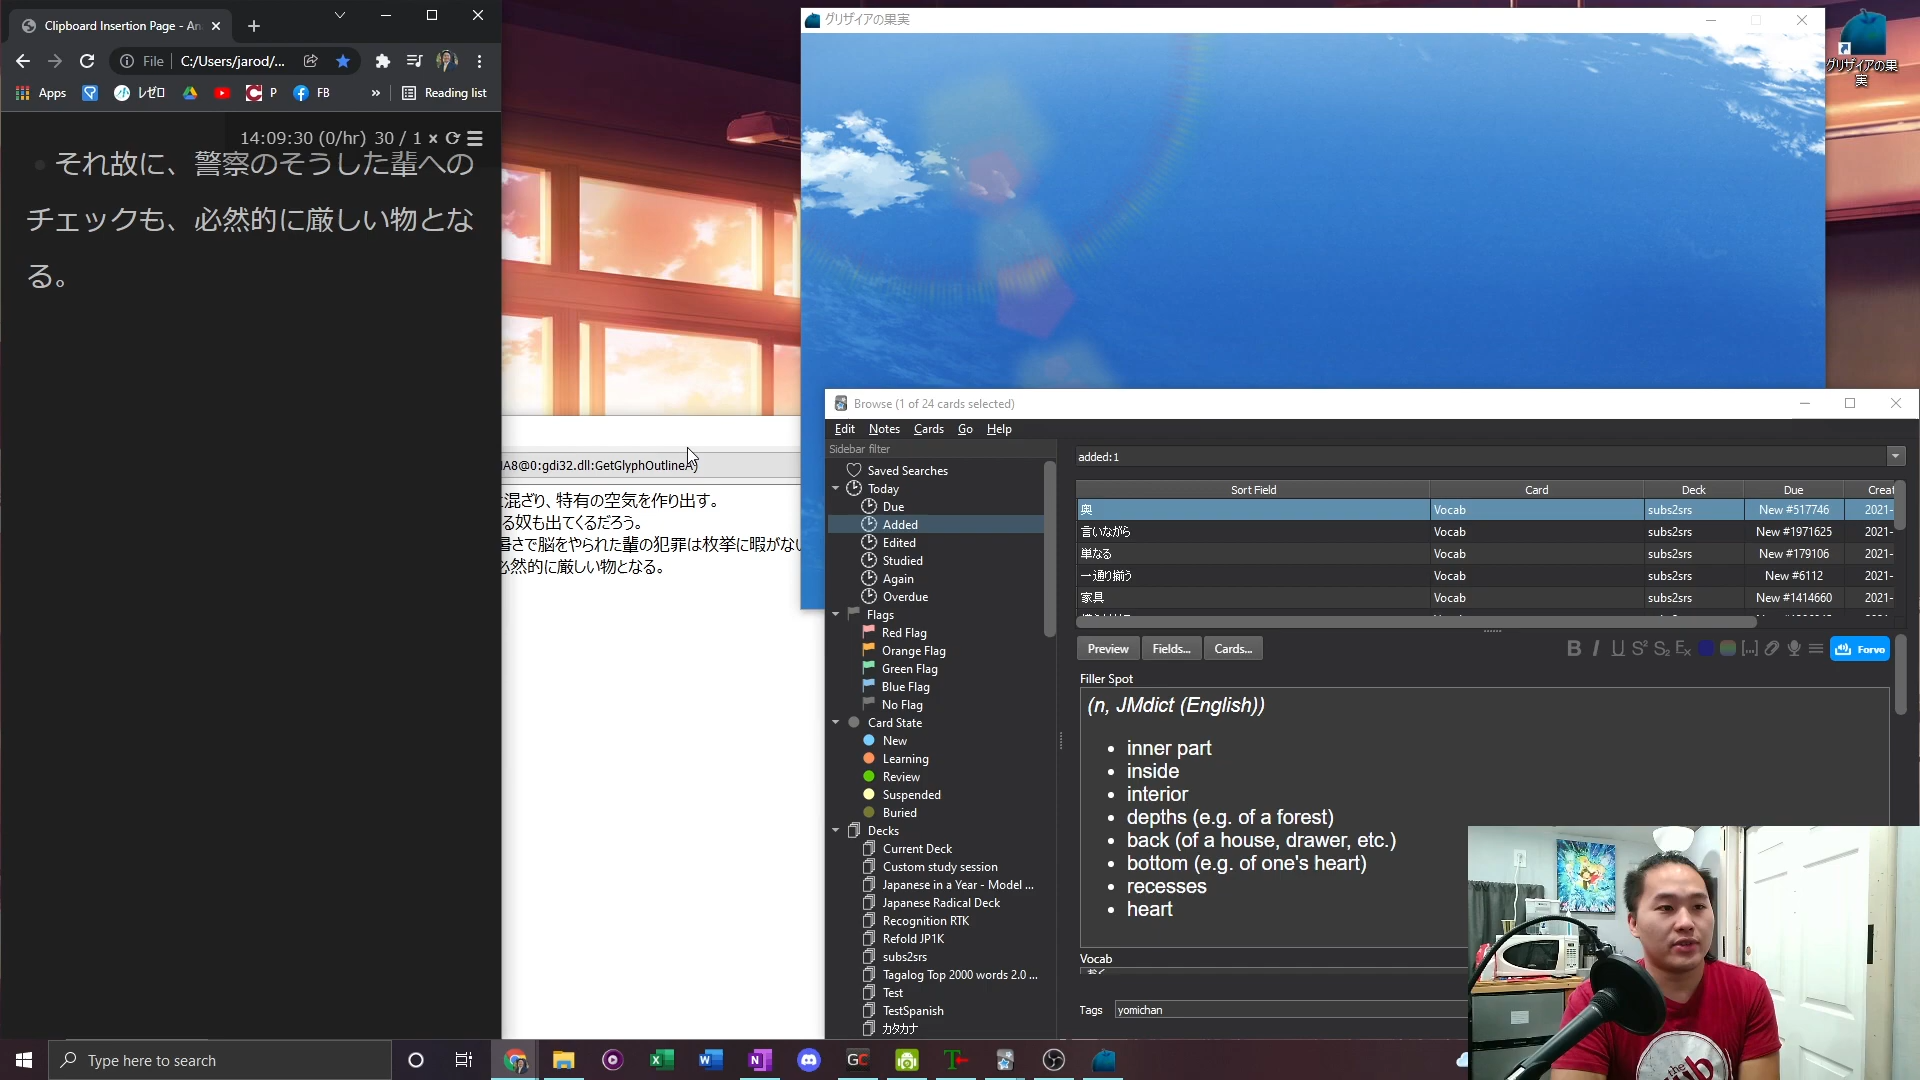 Clipboard Insertion Page - An
File
C:/Users/jarod/...
Apps
レゼロ
P
FB
»
Reading list
14:09:30 (0/hr) 30 / 1
それ故に、警察のそうした輩への
チェックも、必然的に厳しい物とな
る。
A8@0:gdi32.dll:GetGlyphOutlineA)
混ざり、特有の空気を作り出す。
る奴も出てくるだろう。
暑さで脳をやられた輩の犯罪は枚挙に暇がない
必然的に厳しい物となる。
グリザイアの果実
グリザイアの果
実
Browse (1 of 24 cards selected)
Edit Notes Cards Go Help
Sidebar filter
Saved Searches
Today
Due
Added
Edited
Studied
Again
Overdue
Flags
Red Flag
Orange Flag
Green Flag
Blue Flag
No Flag
Card State
New
Learning
Review
Suspended
Buried
Decks
Current Deck
Custom study session
Japanese in a Year - Model ...
Japanese Radical Deck
Recognition RTK
Refold JP1K
subs2srs
Tagalog Top 2000 words 2.0 ...
Test
TestSpanish
カタカナ
added:1
Sort Field Card Deck Due Creat
奥 Vocab subs2srs New #517746 2021-
言いながら Vocab subs2srs New #1971625 2021-
単なる Vocab subs2srs New #179106 2021-
一通り揃う Vocab subs2srs New #6112 2021-
家具 Vocab subs2srs New #1414660 2021-
Preview Fields... Cards...
B I U S² S₂ Ex [...] Forvo
Filler Spot
(n, JMdict (English))
• inner part
• inside
• interior
• depths (e.g. of a forest)
• back (of a house, drawer, etc.)
• bottom (e.g. of one's heart)
• recesses
• heart
Vocab
Tags
yomichan
Type here to search
GC
the